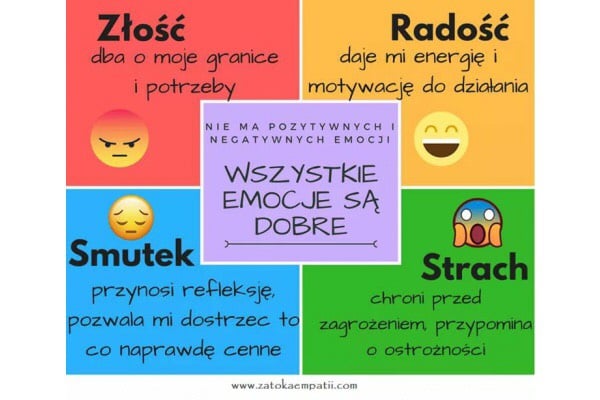 Złość
dba o moje granice
i potrzeby
Radość
daje mi energię i
motywację do działania
NIE MA POZYTYWNYCH I
NEGATYWNYCH EMOCJI
WSZYSTKIE
EMOCJE SĄ
DOBRE
Smutek
przynosi refleksję,
pozwala mi dostrzec to
co naprawdę cenne
Strach
chroni przed
zagrożeniem, przypomina
o ostrożności
www.zatokaempatii.com